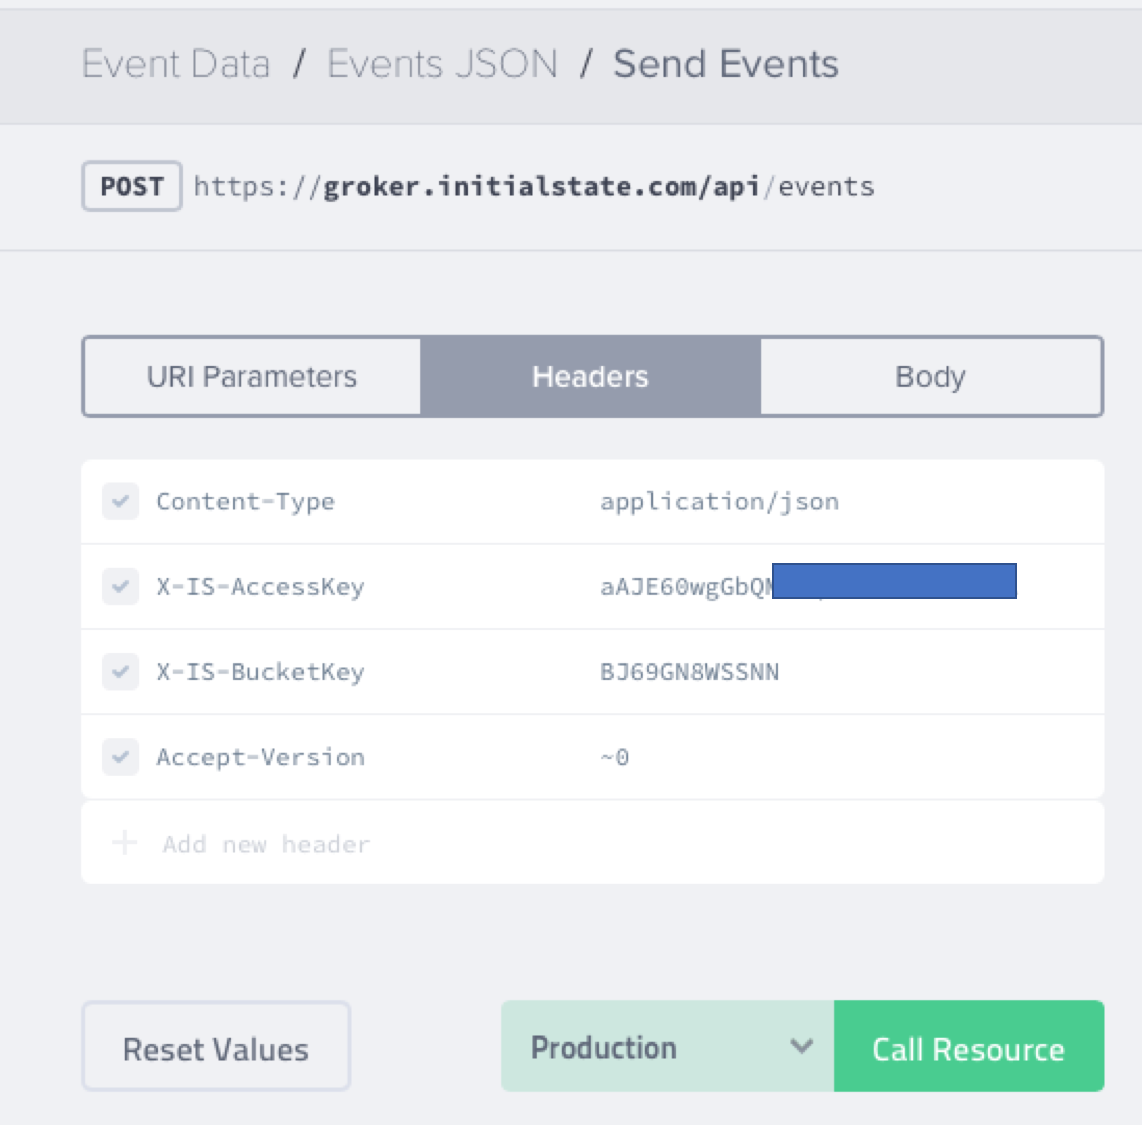 Event Data / Events JSON / Send Events
POST https://groker.initialstate.com/api/events
URI Parameters Headers Body
Content-Type application/json
X-IS-AccessKey aAJE60wgGbQ
X-IS-BucketKey BJ69GN8WSSNN
Accept-Version ~0
+ Add new header
Reset Values Production Call Resource